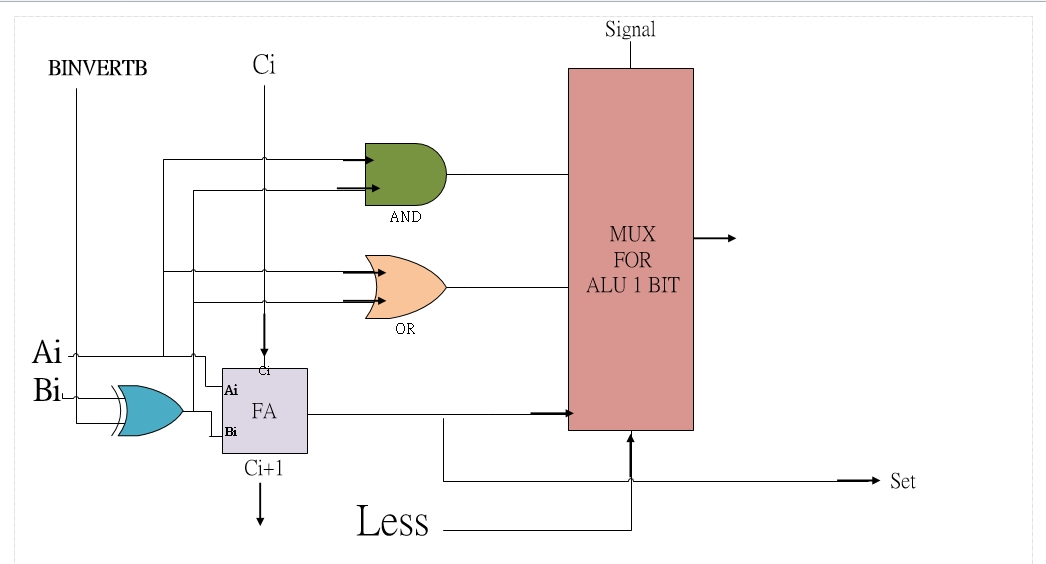 Signal
BINVERTB
Ci
AND
MUX
FOR
ALU 1 BIT
OR
Ai
Ci
Bi
Ai
FA
Bi
Ci+1
Set
Less